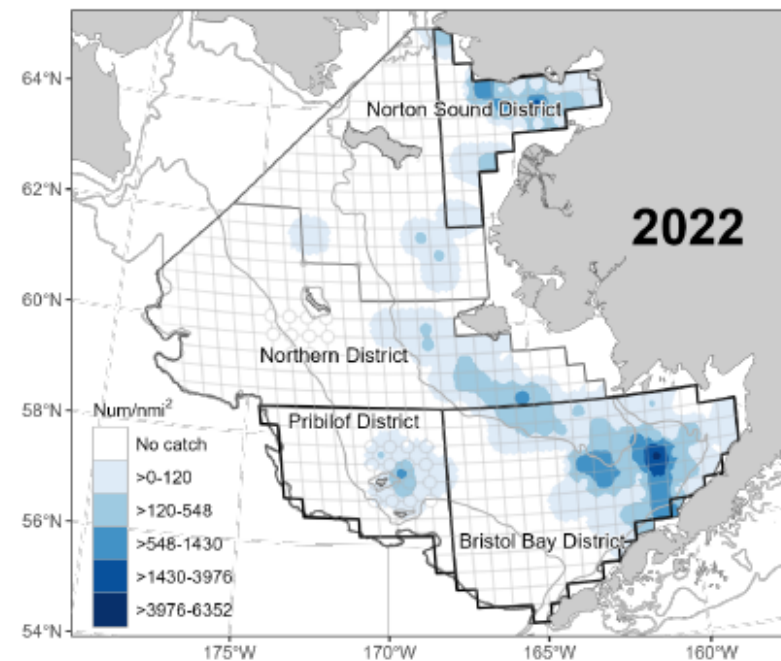 64°N
Norton Sound District
62°N
2022
60°N
Northern District
58°N
Num/nmi²
Pribilof District
No catch
>0-120
>120-548
56°N
>548-1430
Bristol Bay District
>1430-3976
>3976-6352
54°N
175°W 170°W 165°W 160°W